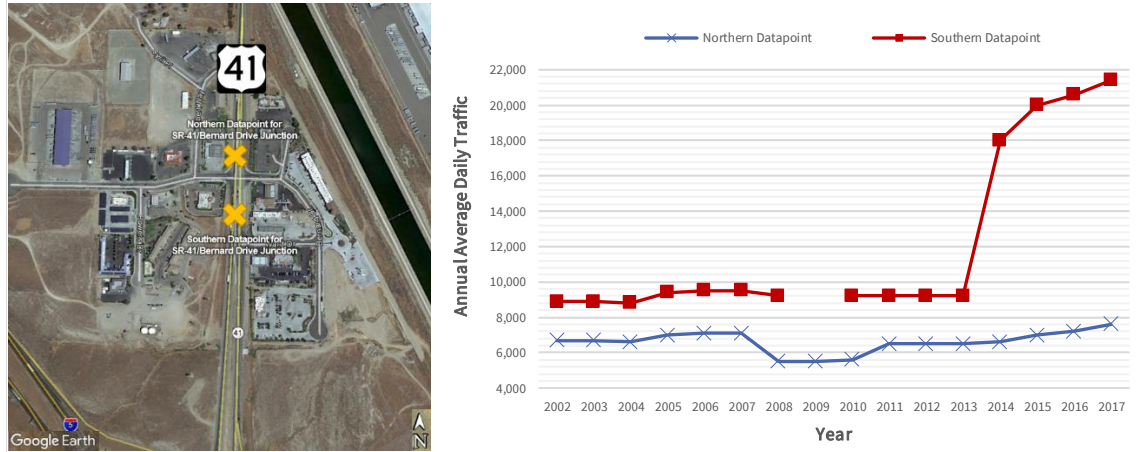 41
Northern Datapoint for
SR-41/Bernard Drive Junction
Southern Datapoint for
SR-41/Bernard Drive Junction
41
5
Google Earth
N
Northern Datapoint
Southern Datapoint
Annual Average Daily Traffic
22,000
20,000
18,000
16,000
14,000
12,000
10,000
8,000
6,000
4,000
2002 2003 2004 2005 2006 2007 2008 2009 2010 2011 2012 2013 2014 2015 2016 2017
Year